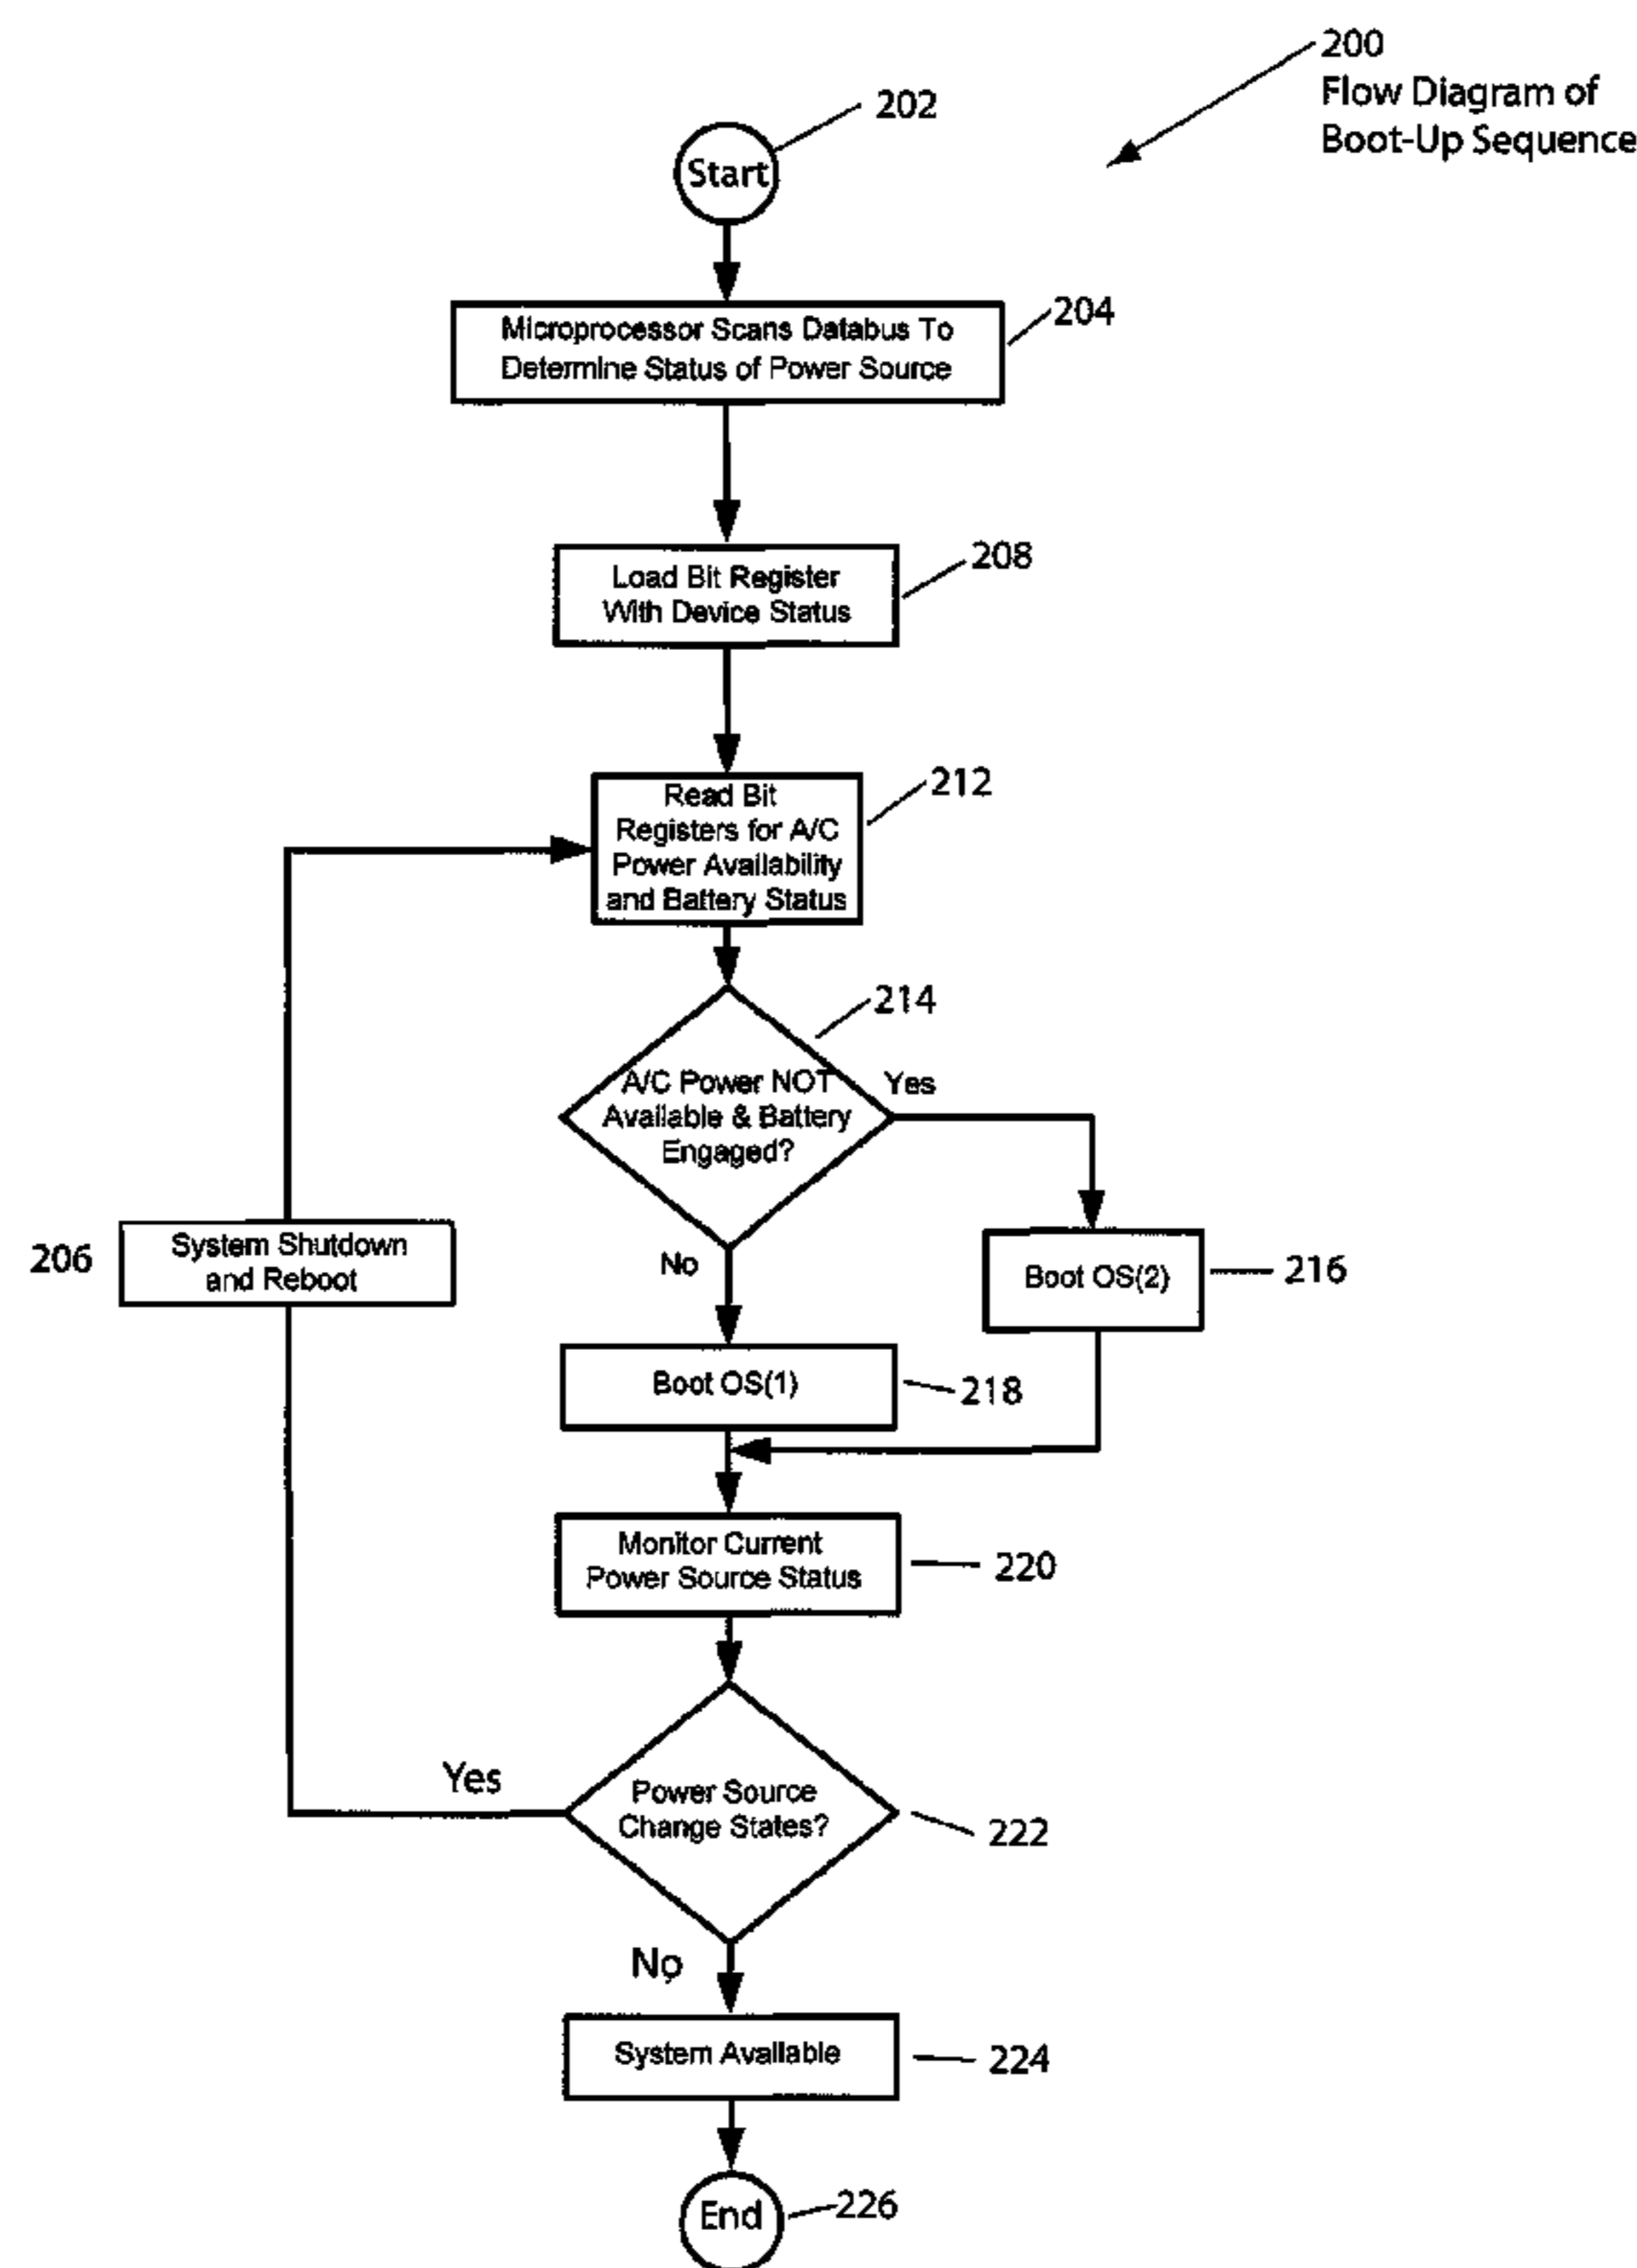 200
Flow Diagram of
Boot-Up Sequence
202
Start
204
Microprocessor Scans Databus To
Determine Status of Power Source
208
Load Bit Register
With Device Status
212
Read Bit
Registers for A/C
Power Availability
and Battery Status
214
A/C Power NOT
Available & Battery
Engaged?
Yes
No
206
System Shutdown
and Reboot
Boot OS(2)
216
Boot OS(1)
218
Monitor Current
Power Source Status
220
Yes
Power Source
Change States?
222
No
System Available
224
End
226